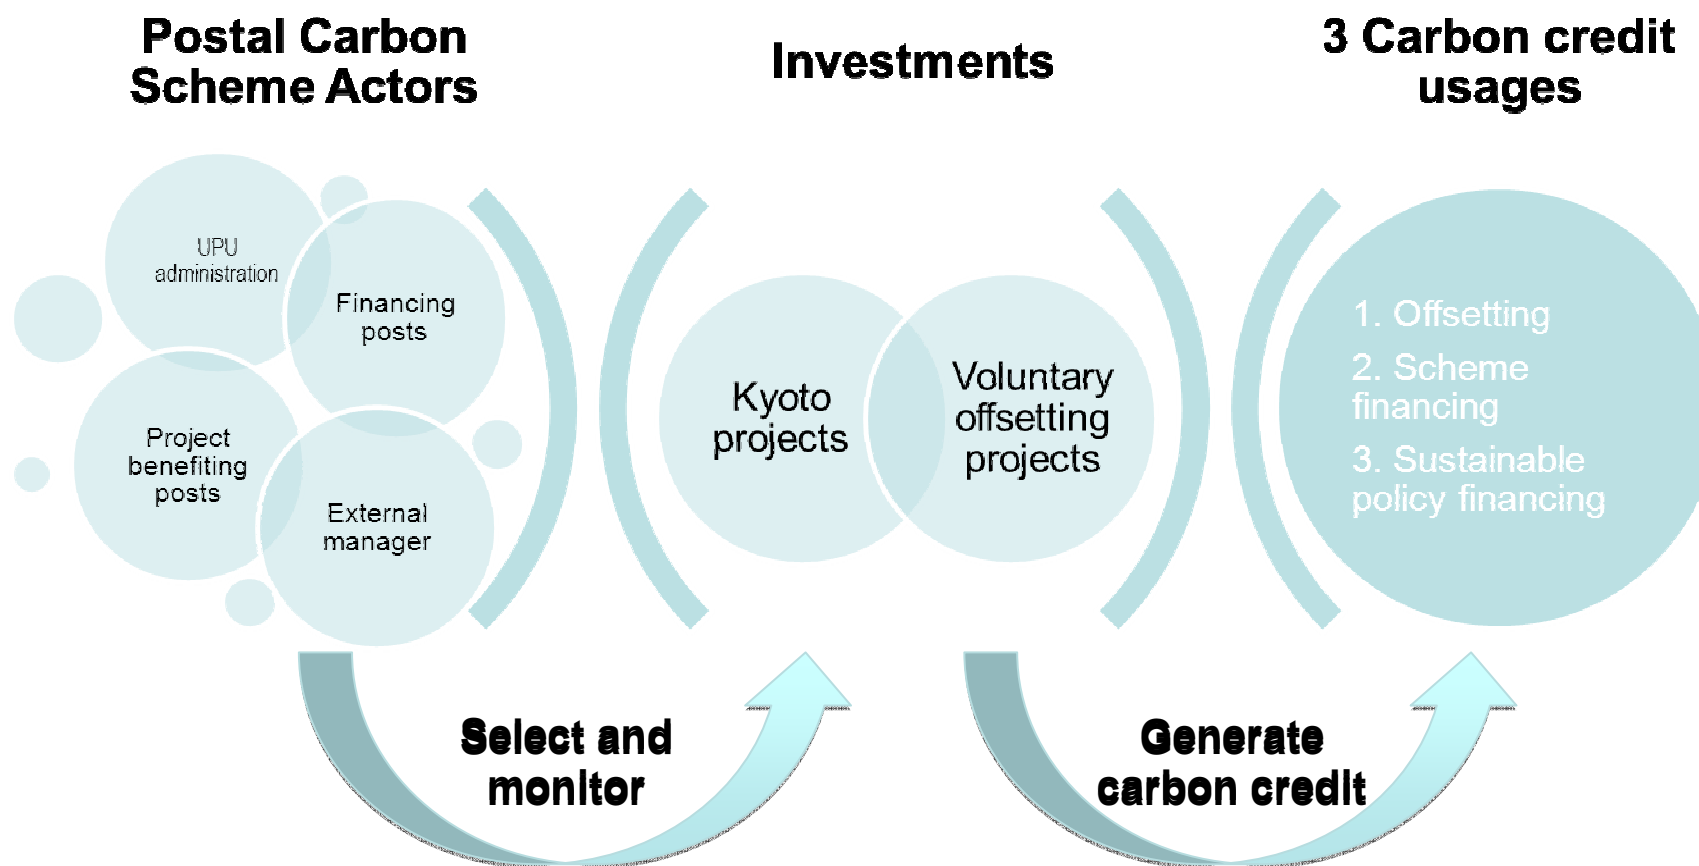 Postal Carbon
Scheme Actors
Investments
3 Carbon credit
usages
UPU
administration
Financing
posts
Project
benefiting
posts
External
manager
Kyoto
projects
Voluntary
offsetting
projects
1. Offsetting
2. Scheme
financing
3. Sustainable
policy financing
Select and
monitor
Generate
carbon credit